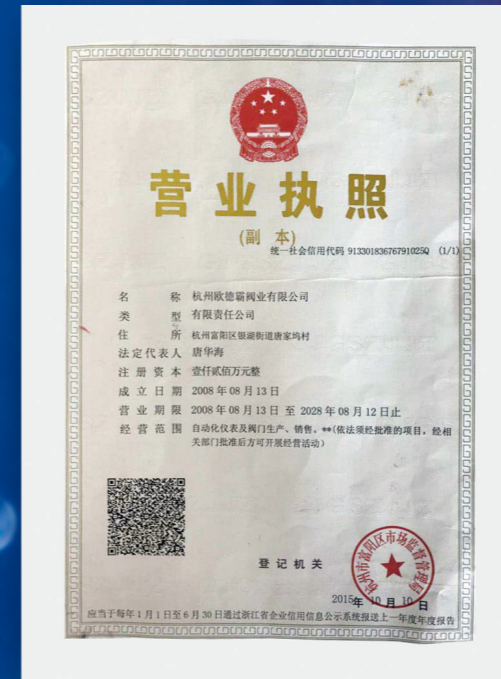 营业执照
(副 本)
统一社会信用代码 91330183676791025Q (1/1)
名称 杭州欧德霸阀业有限公司
类型 有限责任公司
住所 杭州富阳区银湖街道唐家坞村
法定代表人 唐华海
注册资本 壹仟贰佰万元整
成立日期 2008年08月13日
营业期限 2008年08月13日 至 2028年08月12日止
经营范围 自动化仪表及阀门生产、销售。**(依法须经批准的项目，经相
关部门批准后方可开展经营活动)
杭州市富阳区市场监督管理局
登记机关
2015年 10月 10日
应当于每年1月1日至6月30日通过浙江省企业信用信息公示系统报送上一年度年度报告